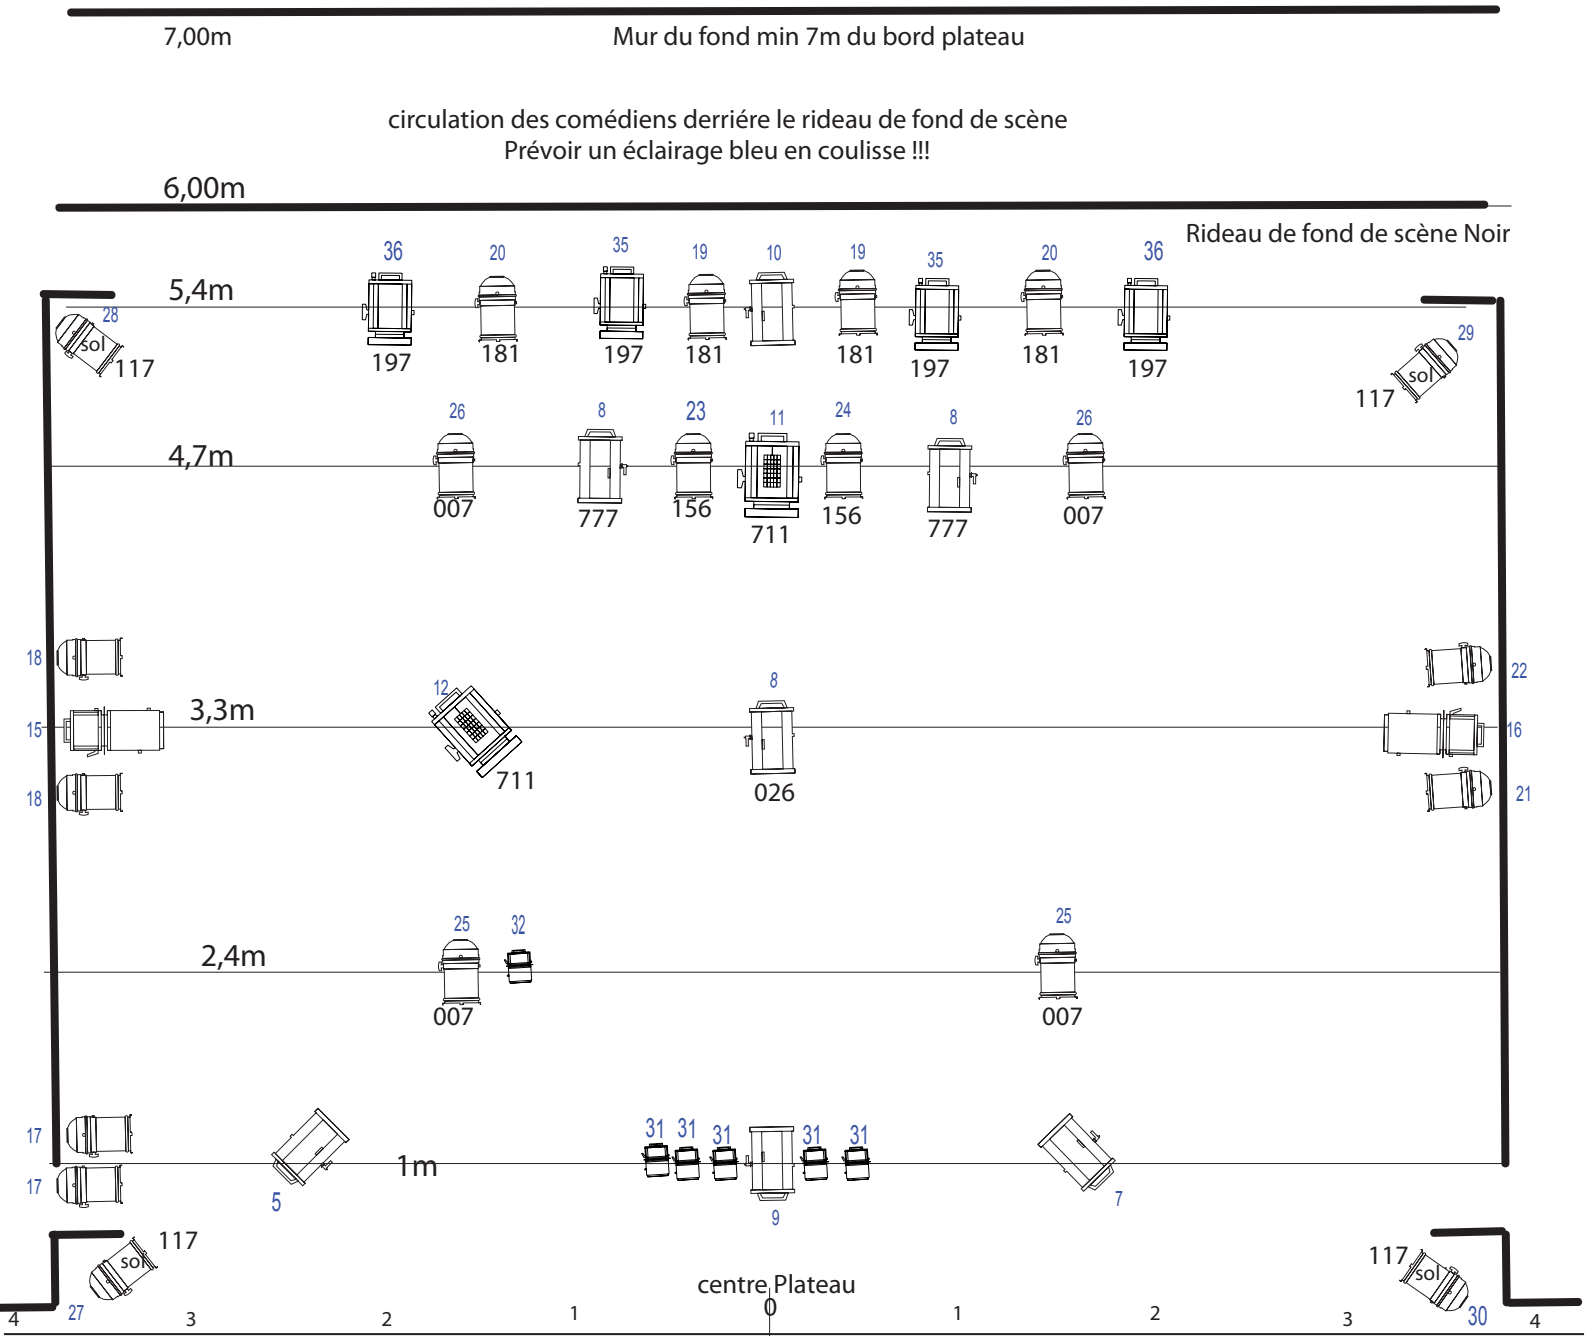 7,00m Mur du fond min 7m du bord plateau
circulation des comédiens derriére le rideau de fond de scène
Prévoir un éclairage bleu en coulisse !!!
6,00m
Rideau de fond de scène Noir
36 20 35 19 10 19 35 20 36
5,4m
28 29
sol 117 197 181 197 181 181 197 181 197 sol
117
26 8 23 11 24 8 26
4,7m
007 777 156 711 156 777 007
18 22
12 8
3,3m
15 16
711
18 026 21
25 32 25
2,4m
007 007
31 31 31 31 31
17 1m
17 5 9 7
117 117
sol sol
centre Plateau
27 30
4 3 2 1 0 1 2 3 4